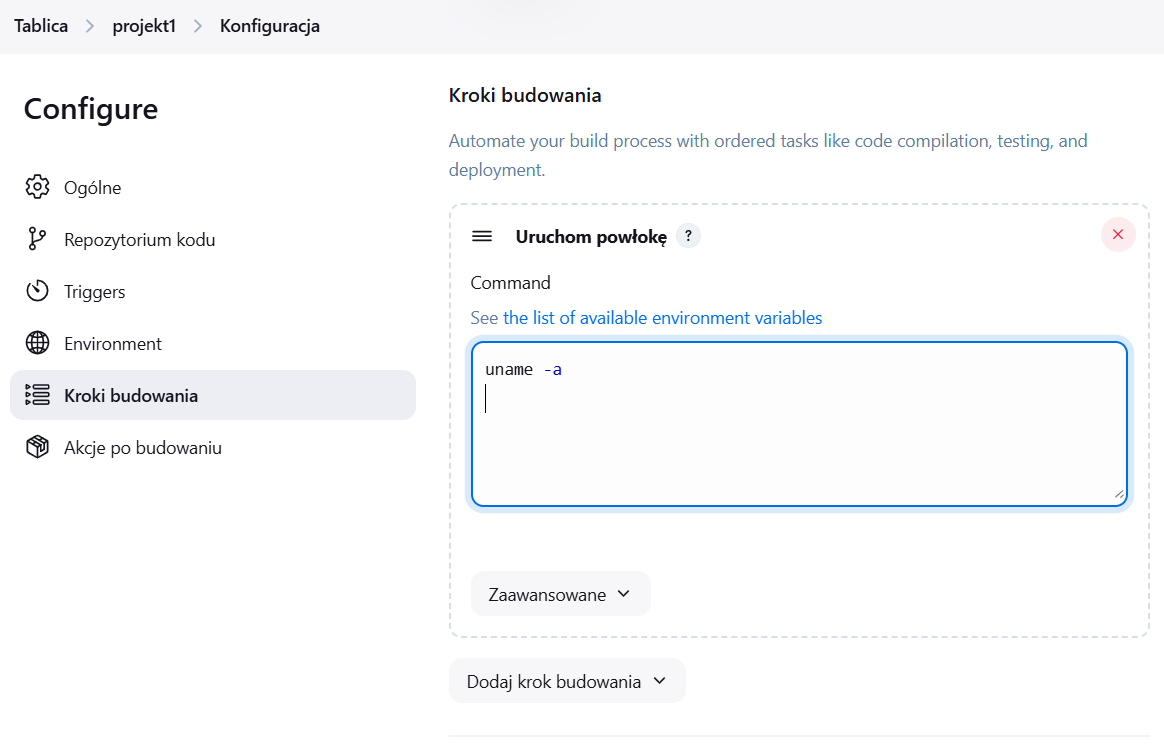 Tablica > projekt1 > Konfiguracja
Configure
Ogólne
Repozytorium kodu
Triggers
Environment
Kroki budowania
Akcje po budowaniu
Kroki budowania
Automate your build process with ordered tasks like code compilation, testing, and
deployment.
Uruchom powłokę ?
Command
See the list of available environment variables
uname -a
Zaawansowane
Dodaj krok budowania